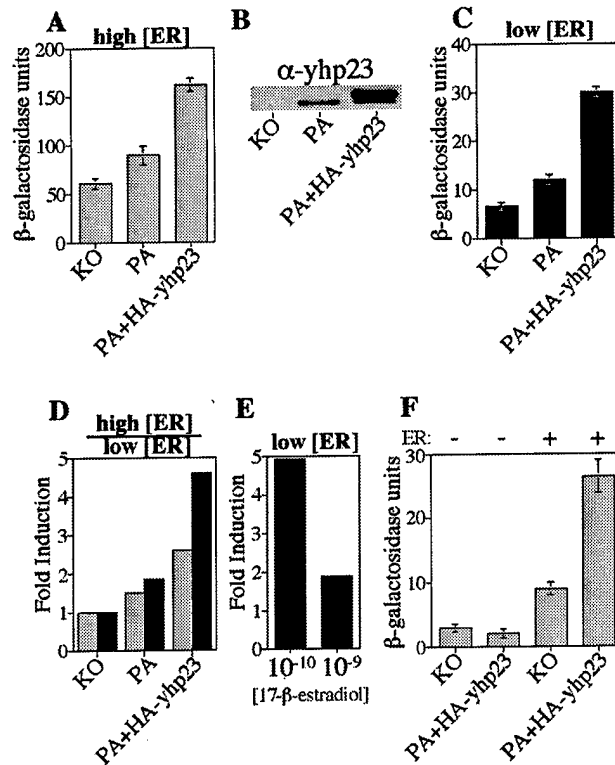 A
high [ER]
β-galactosidase units
200
150
100
50
0
KO
PA
PA+HA-yhp23
B
α-yhp23
KO
PA
PA+HA-yhp23
C
low [ER]
β-galactosidase units
40
30
20
10
0
KO
PA
PA+HA-yhp23
D
high [ER]
low [ER]
Fold Induction
5
4
3
2
1
0
KO
PA
PA+HA-yhp23
E
low [ER]
Fold Induction
5
4
3
2
1
0
10⁻¹⁰ 10⁻⁹
[17-β-estradiol]
F
ER: - - + +
β-galactosidase units
30
20
10
0
KO
PA+HA-yhp23
KO
PA+HA-yhp23